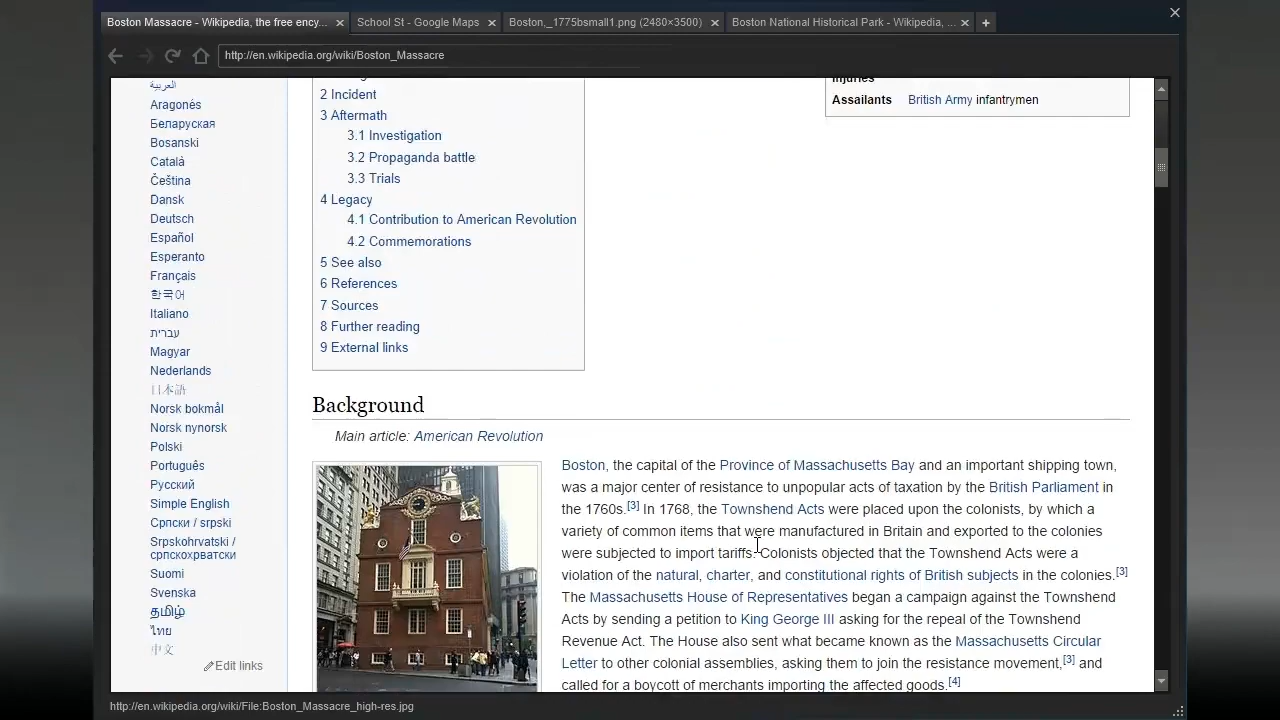 Boston Massacre - Wikipedia, the free ency...
School St - Google Maps
Boston,_1775bsmall1.png (2480×3500)
Boston National Historical Park - Wikipedia, ...
http://en.wikipedia.org/wiki/Boston_Massacre
العربية
Aragonés
Беларуская
Bosanski
Català
Čeština
Dansk
Deutsch
Español
Esperanto
Français
한국어
Italiano
עברית
Magyar
Nederlands
日本語
Norsk bokmål
Norsk nynorsk
Polski
Português
Русский
Simple English
Српски / srpski
Srpskohrvatski /
српскохрватски
Suomi
Svenska
தமிழ்
ไทย
中文
Edit links
2 Incident
3 Aftermath
3.1 Investigation
3.2 Propaganda battle
3.3 Trials
4 Legacy
4.1 Contribution to American Revolution
4.2 Commemorations
5 See also
6 References
7 Sources
8 Further reading
9 External links
Injuries
Assailants British Army infantrymen
Background
Main article: American Revolution
Boston, the capital of the Province of Massachusetts Bay and an important shipping town,
was a major center of resistance to unpopular acts of taxation by the British Parliament in
the 1760s.[3] In 1768, the Townshend Acts were placed upon the colonists, by which a
variety of common items that were manufactured in Britain and exported to the colonies
were subjected to import tariffs. Colonists objected that the Townshend Acts were a
violation of the natural, charter, and constitutional rights of British subjects in the colonies.[3]
The Massachusetts House of Representatives began a campaign against the Townshend
Acts by sending a petition to King George III asking for the repeal of the Townshend
Revenue Act. The House also sent what became known as the Massachusetts Circular
Letter to other colonial assemblies, asking them to join the resistance movement,[3] and
called for a boycott of merchants importing the affected goods.[4]
http://en.wikipedia.org/wiki/File:Boston_Massacre_high-res.jpg